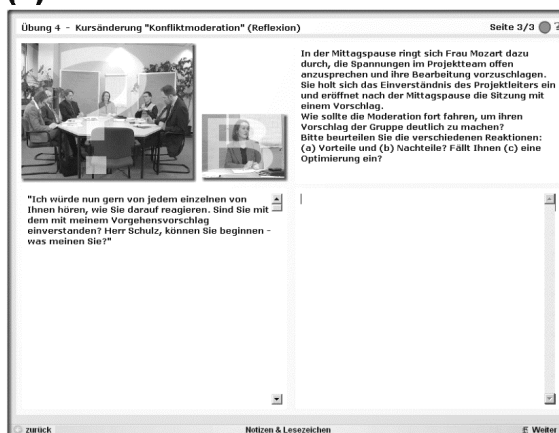 Übung 4 - Kursänderung "Konfliktmoderation" (Reflexion)
Seite 3/3
In der Mittagspause ringt sich Frau Mozart dazu
durch, die Spannungen im Projektteam offen
anzusprechen und ihre Bearbeitung vorzuschlagen.
Sie holt sich das Einverständnis des Projektleiters ein
und eröffnet nach der Mittagspause die Sitzung mit
einem Vorschlag.
Wie sollte die Moderation fort fahren, um ihren
Vorschlag der Gruppe deutlich zu machen?
Bitte beurteilen Sie die verschiedenen Reaktionen:
(a) Vorteile und (b) Nachteile? Fällt Ihnen (c) eine
Optimierung ein?
"Ich würde nun gern von jedem einzelnen von
Ihnen hören, wie Sie darauf reagieren. Sind Sie mit
dem mit meinem Vorgehensvorschlag
einverstanden? Herr Schulz, können Sie beginnen -
was meinen Sie?"
zurück
Notizen & Lesezeichen
Weiter